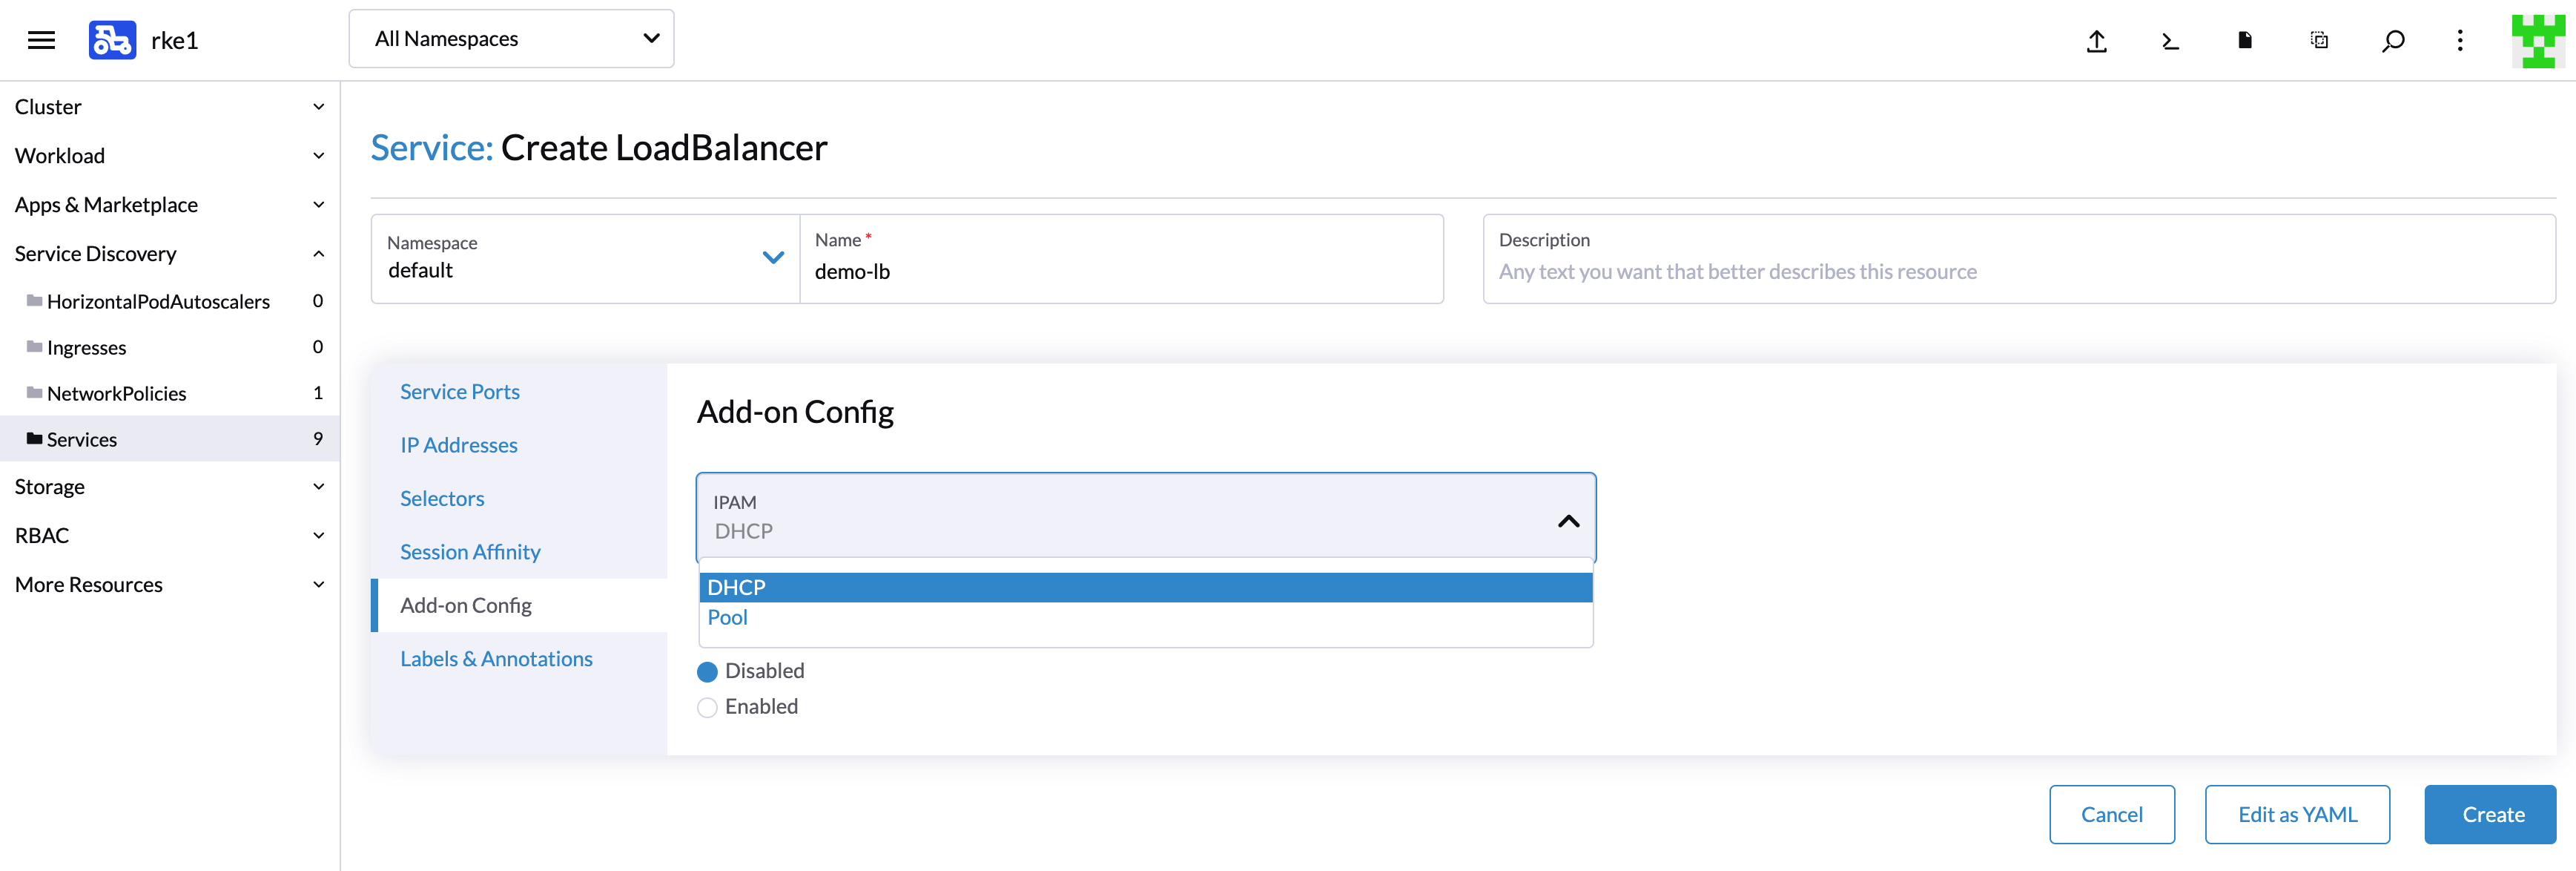 rke1
All Namespaces
Cluster
Workload
Apps & Marketplace
Service Discovery
HorizontalPodAutoscalers 0
Ingresses 0
NetworkPolicies 1
Services 9
Storage
RBAC
More Resources
Service: Create LoadBalancer
Namespace
default
Name *
demo-lb
Description
Any text you want that better describes this resource
Service Ports
IP Addresses
Selectors
Session Affinity
Add-on Config
Labels & Annotations
Add-on Config
IPAM
DHCP
DHCP
Pool
Disabled
Enabled
Cancel
Edit as YAML
Create